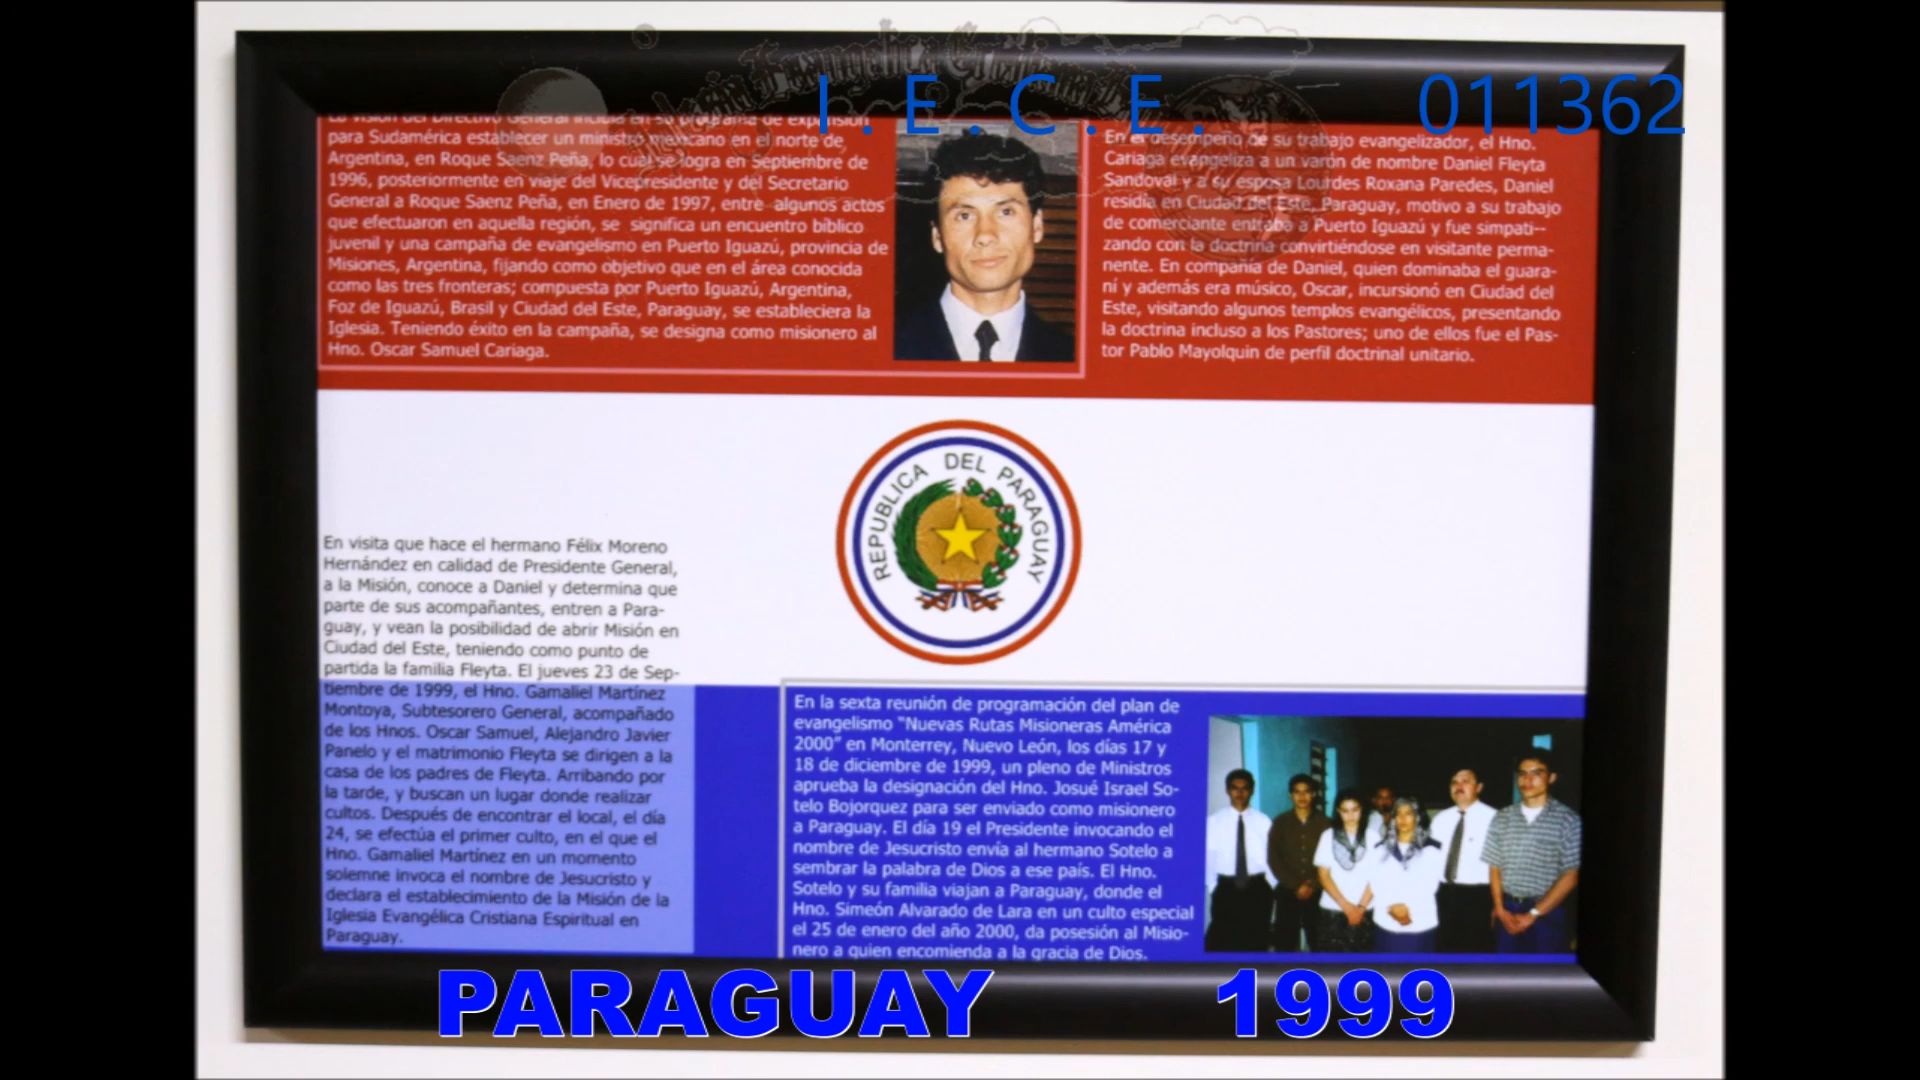 Iglesia Evangélica Cristiana
I. E. C. E.
011362
La visión del Directivo General incluía en su programa de expansión
para Sudamérica establecer un ministro mexicano en el norte de
Argentina, en Roque Saenz Peña, lo cual se logra en Septiembre de
1996, posteriormente en viaje del Vicepresidente y del Secretario
General a Roque Saenz Peña, en Enero de 1997, entre algunos actos
que efectuaron en aquella región, se significa un encuentro bíblico
juvenil y una campaña de evangelismo en Puerto Iguazú, provincia de
Misiones, Argentina, fijando como objetivo que en el área conocida
como las tres fronteras; compuesta por Puerto Iguazú, Argentina,
Foz de Iguazú, Brasil y Ciudad del Este, Paraguay, se estableciera la
Iglesia. Teniendo éxito en la campaña, se designa como misionero al
Hno. Oscar Samuel Cariaga.
En el desempeño de su trabajo evangelizador, el Hno.
Cariaga evangeliza a un varón de nombre Daniel Fleyta
Sandoval y a su esposa Lourdes Roxana Paredes, Daniel
residía en Ciudad del Este, Paraguay, motivo a su trabajo
de comerciante entraba a Puerto Iguazú y fue simpati--
zando con la doctrina convirtiéndose en visitante perma-
nente. En compañía de Daniel, quien dominaba el guara-
ní y además era músico, Oscar, incursionó en Ciudad del
Este, visitando algunos templos evangélicos, presentando
la doctrina incluso a los Pastores; uno de ellos fue el Pas-
tor Pablo Mayolquin de perfil doctrinal unitario.
REPUBLICA DEL PARAGUAY
En visita que hace el hermano Félix Moreno
Hernández en calidad de Presidente General,
a la Misión, conoce a Daniel y determina que
parte de sus acompañantes, entren a Para-
guay, y vean la posibilidad de abrir Misión en
Ciudad del Este, teniendo como punto de
partida la familia Fleyta. El jueves 23 de Sep-
tiembre de 1999, el Hno. Gamaliel Martínez
Montoya, Subtesorero General, acompañado
de los Hnos. Oscar Samuel, Alejandro Javier
Panelo y el matrimonio Fleyta se dirigen a la
casa de los padres de Fleyta. Arribando por
la tarde, y buscan un lugar donde realizar
cultos. Después de encontrar el local, el día
24, se efectúa el primer culto, en el que el
Hno. Gamaliel Martínez en un momento
solemne invoca el nombre de Jesucristo y
declara el establecimiento de la Misión de la
Iglesia Evangélica Cristiana Espiritual en
Paraguay.
En la sexta reunión de programación del plan de
evangelismo "Nuevas Rutas Misioneras América
2000" en Monterrey, Nuevo León, los días 17 y
18 de diciembre de 1999, un pleno de Ministros
aprueba la designación del Hno. Josué Israel So-
telo Bojorquez para ser enviado como misionero
a Paraguay. El día 19 el Presidente invocando el
nombre de Jesucristo envía al hermano Sotelo a
sembrar la palabra de Dios a ese país. El Hno.
Sotelo y su familia viajan a Paraguay, donde el
Hno. Simeón Alvarado de Lara en un culto especial
el 25 de enero del año 2000, da posesión al Misio-
nero a quien encomienda a la gracia de Dios.
PARAGUAY 1999